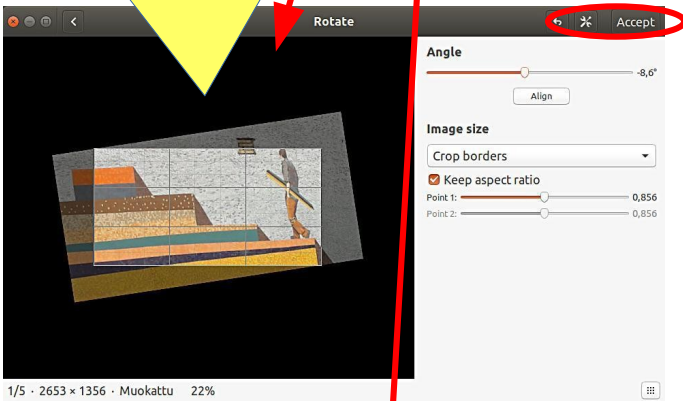 Rotate
Accept
Angle
-8,6°
Align
Image size
Crop borders
Keep aspect ratio
Point 1: 0,856
Point 2: 0,856
1/5 · 2653 × 1356 · Muokattu 22%